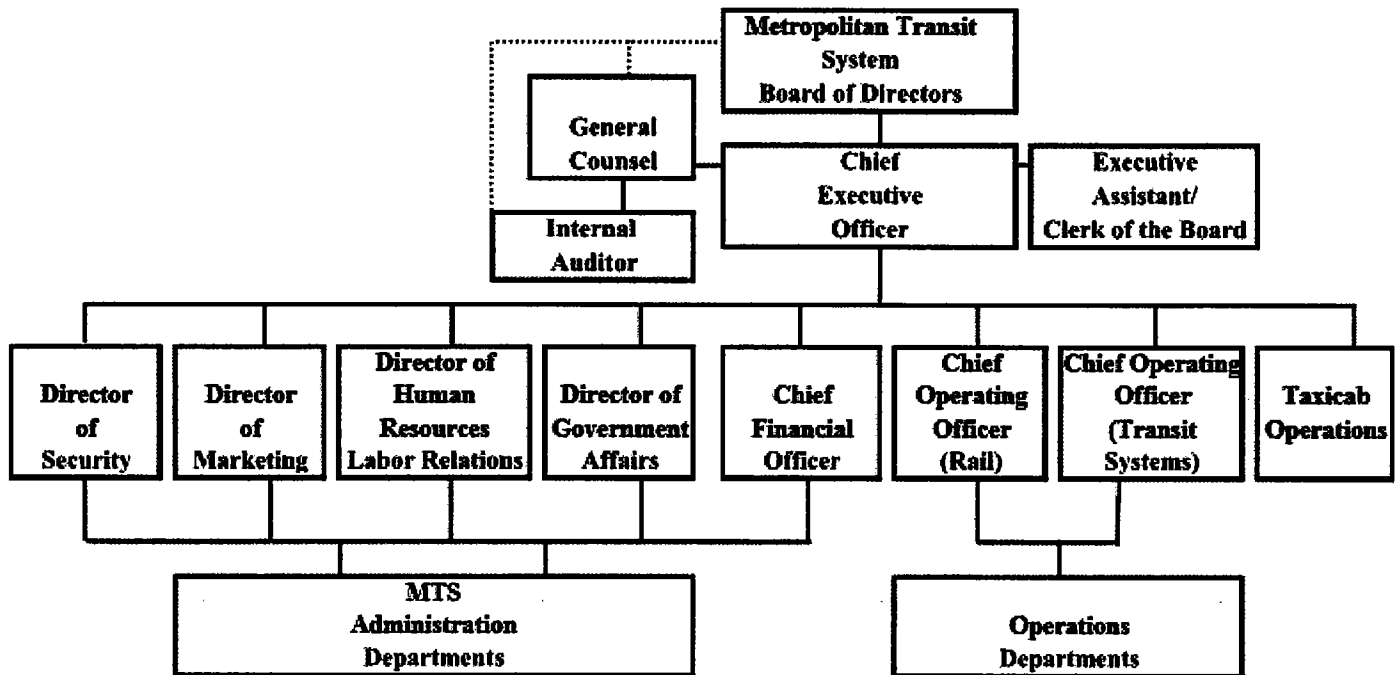 Metropolitan Transit
System
Board of Directors
General
Counsel
Chief
Executive
Officer
Executive
Assistant/
Clerk of the Board
Internal
Auditor
Director
of
Security
Director
of
Marketing
Director of
Human
Resources
Labor Relations
Director of
Government
Affairs
Chief
Financial
Officer
Chief
Operating
Officer
(Rail)
Chief Operating
Officer
(Transit
Systems)
Taxicab
Operations
MTS
Administration
Departments
Operations
Departments